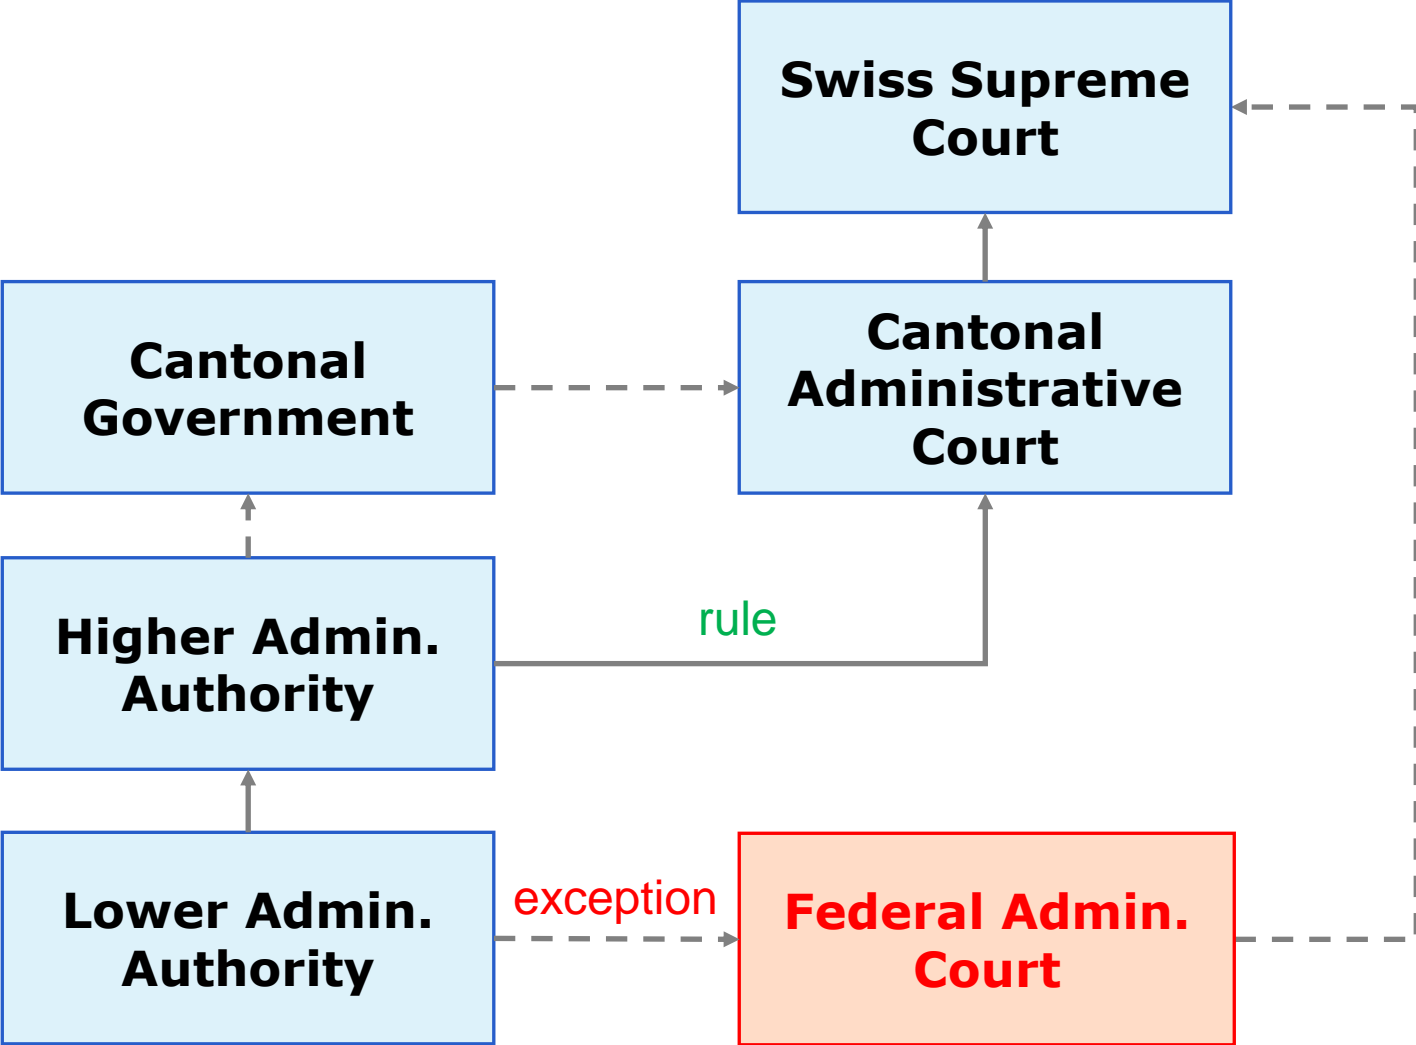 Swiss Supreme
Court
Cantonal
Government
Cantonal
Administrative
Court
Higher Admin.
Authority
rule
Lower Admin.
Authority
exception
Federal Admin.
Court